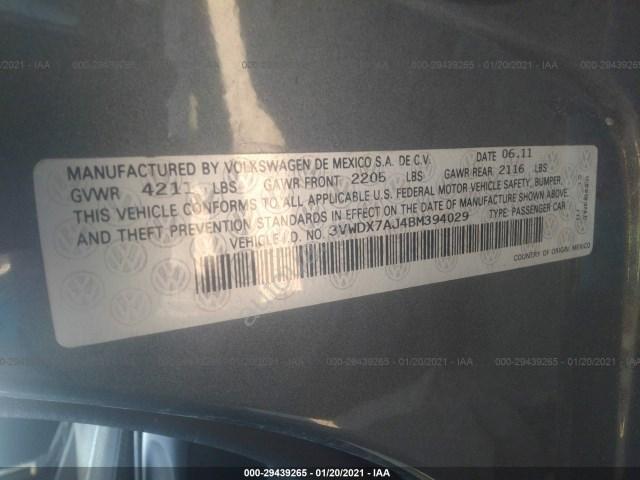 000-29439265 - 01/20/2021 - IAA
MANUFACTURED BY VOLKSWAGEN DE MEXICO S.A. DE C.V. DATE 06.11
GVWR 4211 LBS GAWR FRONT 2205 LBS GAWR REAR 2116 LBS
THIS VEHICLE CONFORMS TO ALL APPLICABLE U.S. FEDERAL MOTOR VEHICLE SAFETY, BUMPER,
AND THEFT PREVENTION STANDARDS IN EFFECT ON THE DATE OF MANUFACTURE SHOWN ABOVE.
VEHICLE I.D. NO. 3VWDX7AJ4BM394029 TYPE: PASSENGER CAR
COUNTRY OF ORIGIN: MEXICO
000-29439265 - 01/20/2021 - IAA
000-29439265 - 01/20/2021 - IAA